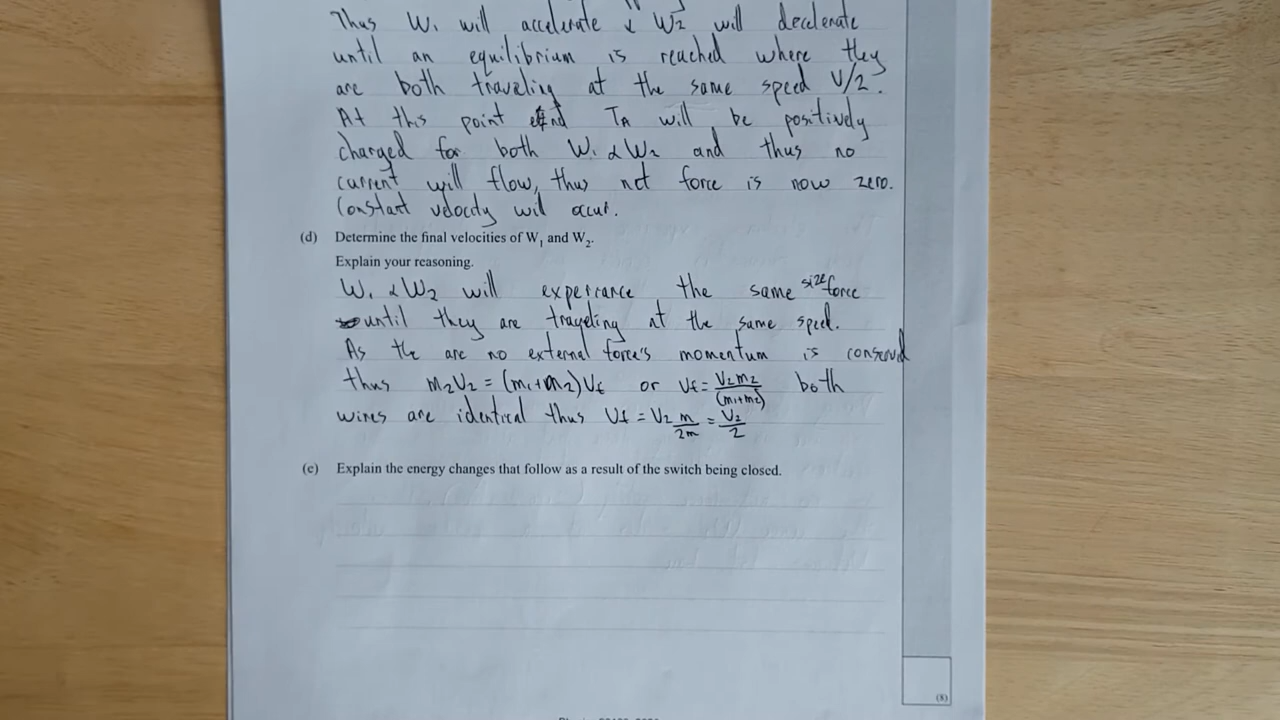 Thus W₁ will accelerate & W₂ will decelerate
until an equilibrium is reached where they
are both traveling at the same speed V/2.
At this point end TA will be positively
charged for both W₁ & W₂ and thus no
current will flow, thus net force is now zero.
Constant velocity will occur.
(d) Determine the final velocities of W₁ and W₂.
Explain your reasoning.
W₁ & W₂ will experrance the same size force
until they are traveling at the same speed.
As the are no external force's momentum is conserved
thus m₂V₂ = (m₁+m₂)Vf or Vf = V₂m₂/(m₁+m₂) both
wires are identical thus Vf = V₂ m/2m = V₂/2
(e) Explain the energy changes that follow as a result of the switch being closed.
(8)